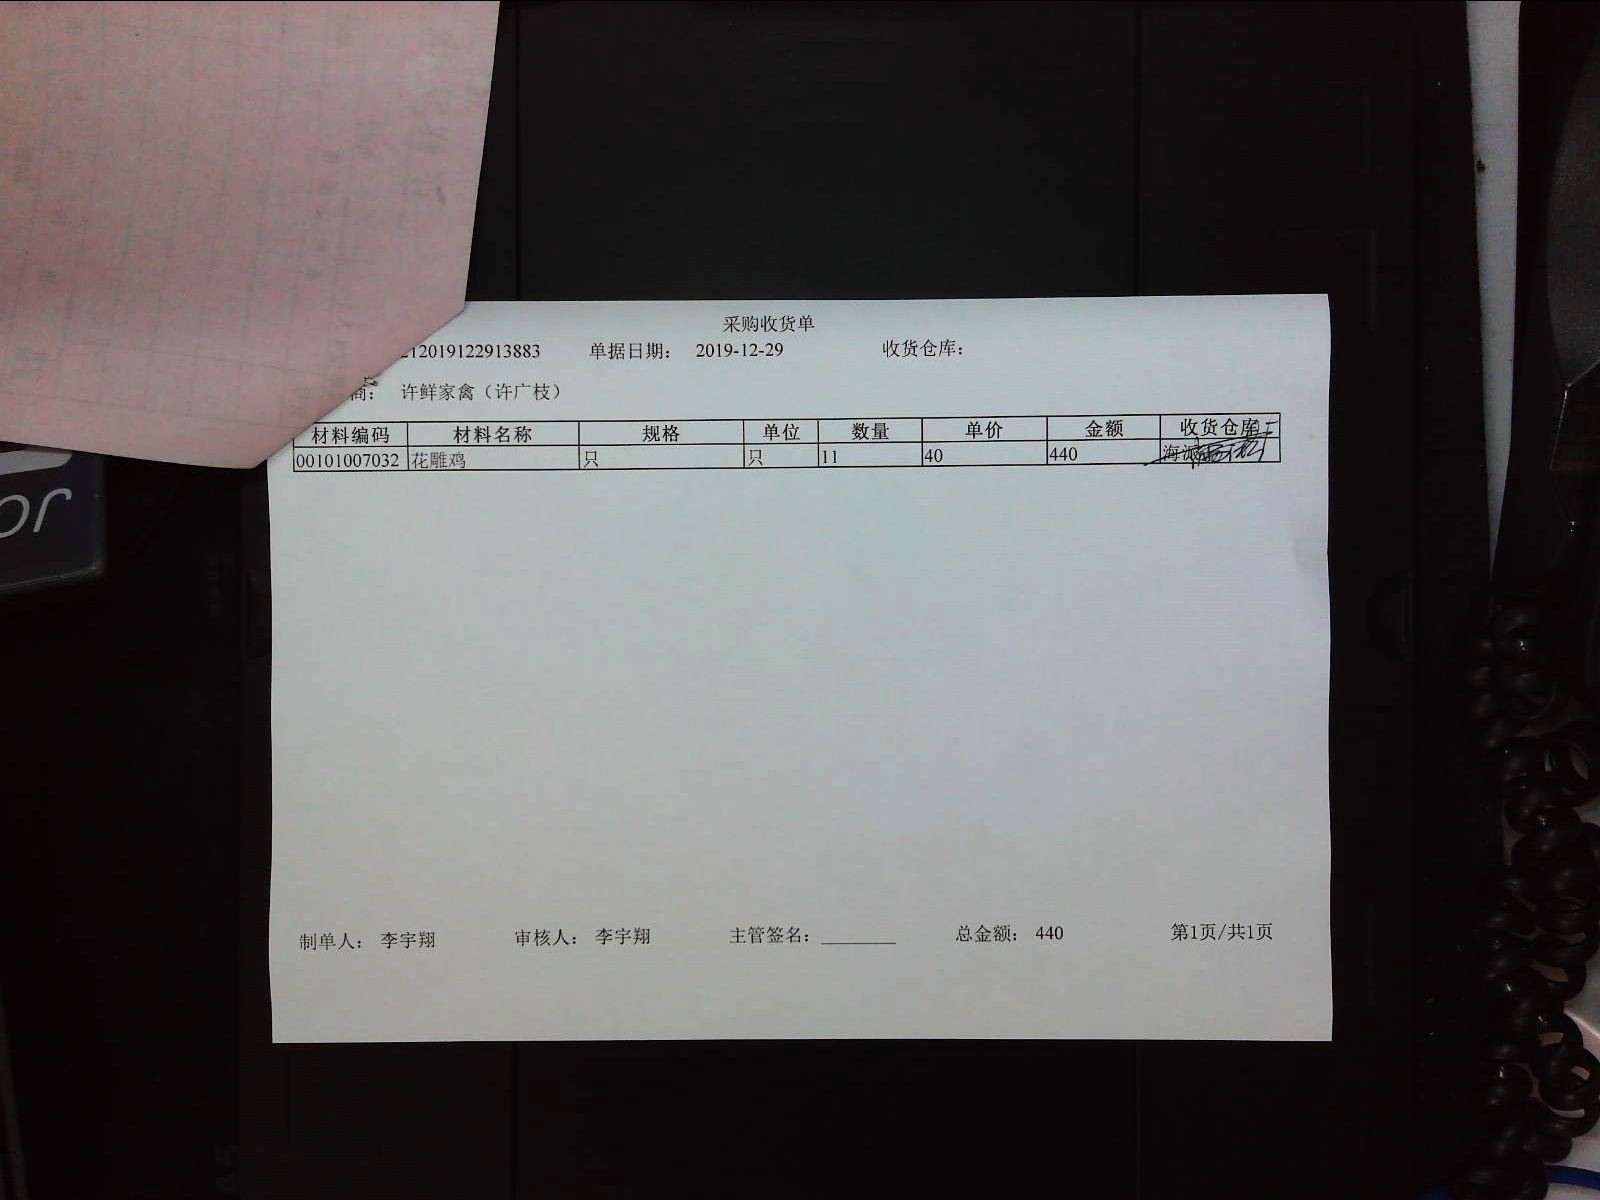 采购收货单
212019122913883 单据日期： 2019-12-29 收货仓库：
商： 许鲜家禽（许广枝）
材料编码 材料名称 规格 单位 数量 单价 金额 收货仓库
00101007032 花雕鸡 只 只 11 40 440 海
制单人： 李宇翔 审核人： 李宇翔 主管签名： 总金额： 440 第1页/共1页
or